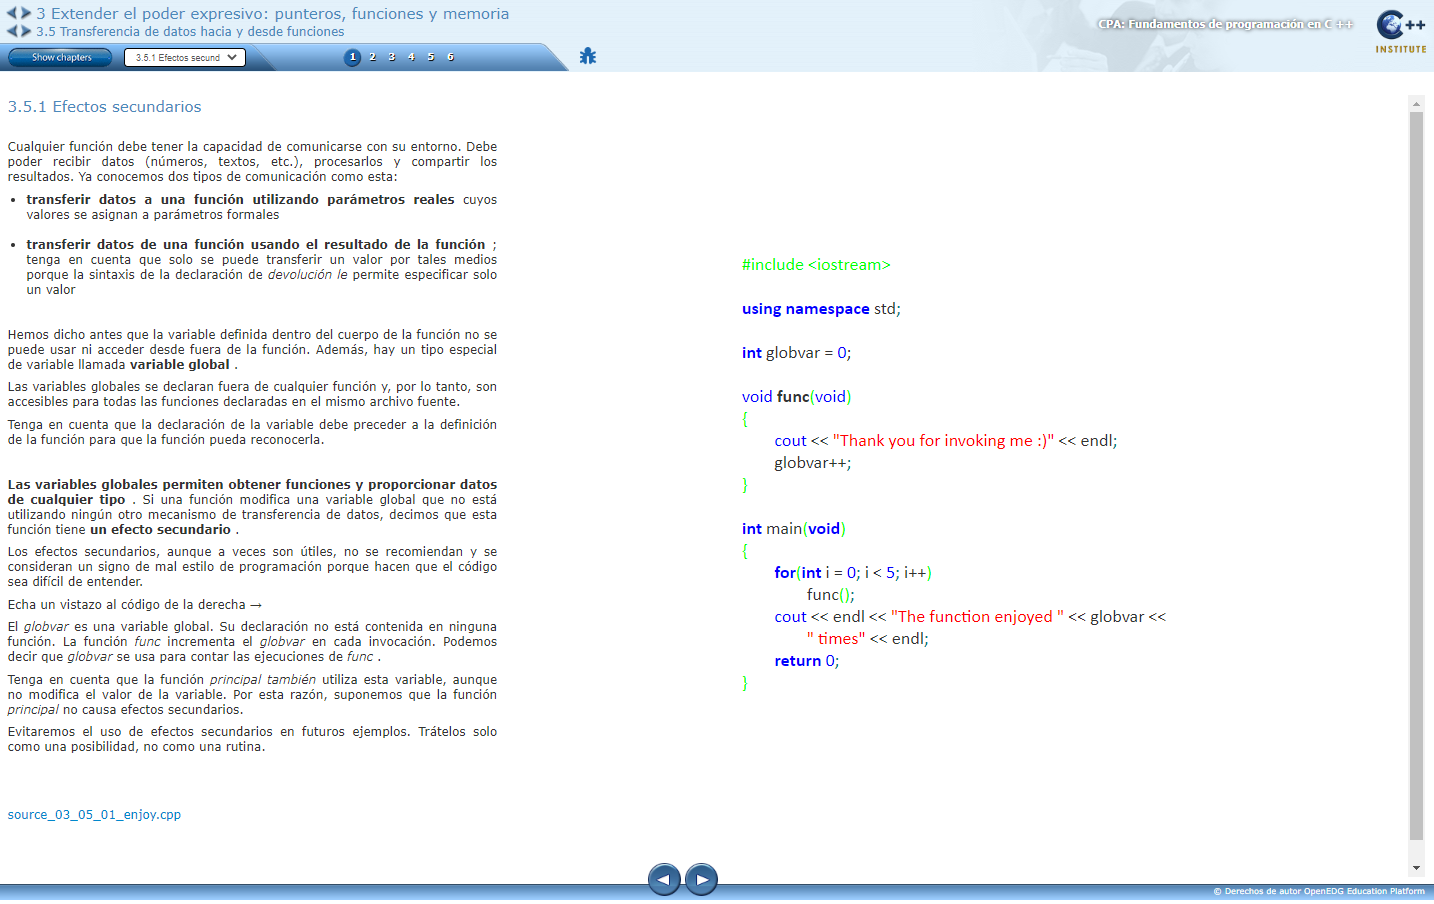 3 Extender el poder expresivo: punteros, funciones y memoria
3.5 Transferencia de datos hacia y desde funciones
CPA: Fundamentos de programación en C ++
C++
INSTITUTE
Show chapters
3.5.1 Efectos secund
1 2 3 4 5 6
3.5.1 Efectos secundarios
Cualquier función debe tener la capacidad de comunicarse con su entorno. Debe
poder recibir datos (números, textos, etc.), procesarlos y compartir los
resultados. Ya conocemos dos tipos de comunicación como esta:
• transferir datos a una función utilizando parámetros reales cuyos
valores se asignan a parámetros formales
• transferir datos de una función usando el resultado de la función ;
tenga en cuenta que solo se puede transferir un valor por tales medios
porque la sintaxis de la declaración de devolución le permite especificar solo
un valor
Hemos dicho antes que la variable definida dentro del cuerpo de la función no se
puede usar ni acceder desde fuera de la función. Además, hay un tipo especial
de variable llamada variable global .
Las variables globales se declaran fuera de cualquier función y, por lo tanto, son
accesibles para todas las funciones declaradas en el mismo archivo fuente.
Tenga en cuenta que la declaración de la variable debe preceder a la definición
de la función para que la función pueda reconocerla.
Las variables globales permiten obtener funciones y proporcionar datos
de cualquier tipo . Si una función modifica una variable global que no está
utilizando ningún otro mecanismo de transferencia de datos, decimos que esta
función tiene un efecto secundario .
Los efectos secundarios, aunque a veces son útiles, no se recomiendan y se
consideran un signo de mal estilo de programación porque hacen que el código
sea difícil de entender.
Echa un vistazo al código de la derecha →
El globvar es una variable global. Su declaración no está contenida en ninguna
función. La función func incrementa el globvar en cada invocación. Podemos
decir que globvar se usa para contar las ejecuciones de func .
Tenga en cuenta que la función principal también utiliza esta variable, aunque
no modifica el valor de la variable. Por esta razón, suponemos que la función
principal no causa efectos secundarios.
Evitaremos el uso de efectos secundarios en futuros ejemplos. Trátelos solo
como una posibilidad, no como una rutina.
source_03_05_01_enjoy.cpp
#include <iostream>
using namespace std;
int globvar = 0;
void func(void)
{
cout << "Thank you for invoking me :)" << endl;
globvar++;
}
int main(void)
{
for(int i = 0; i < 5; i++)
func();
cout << endl << "The function enjoyed " << globvar <<
" times" << endl;
return 0;
}
© Derechos de autor OpenEDG Education Platform